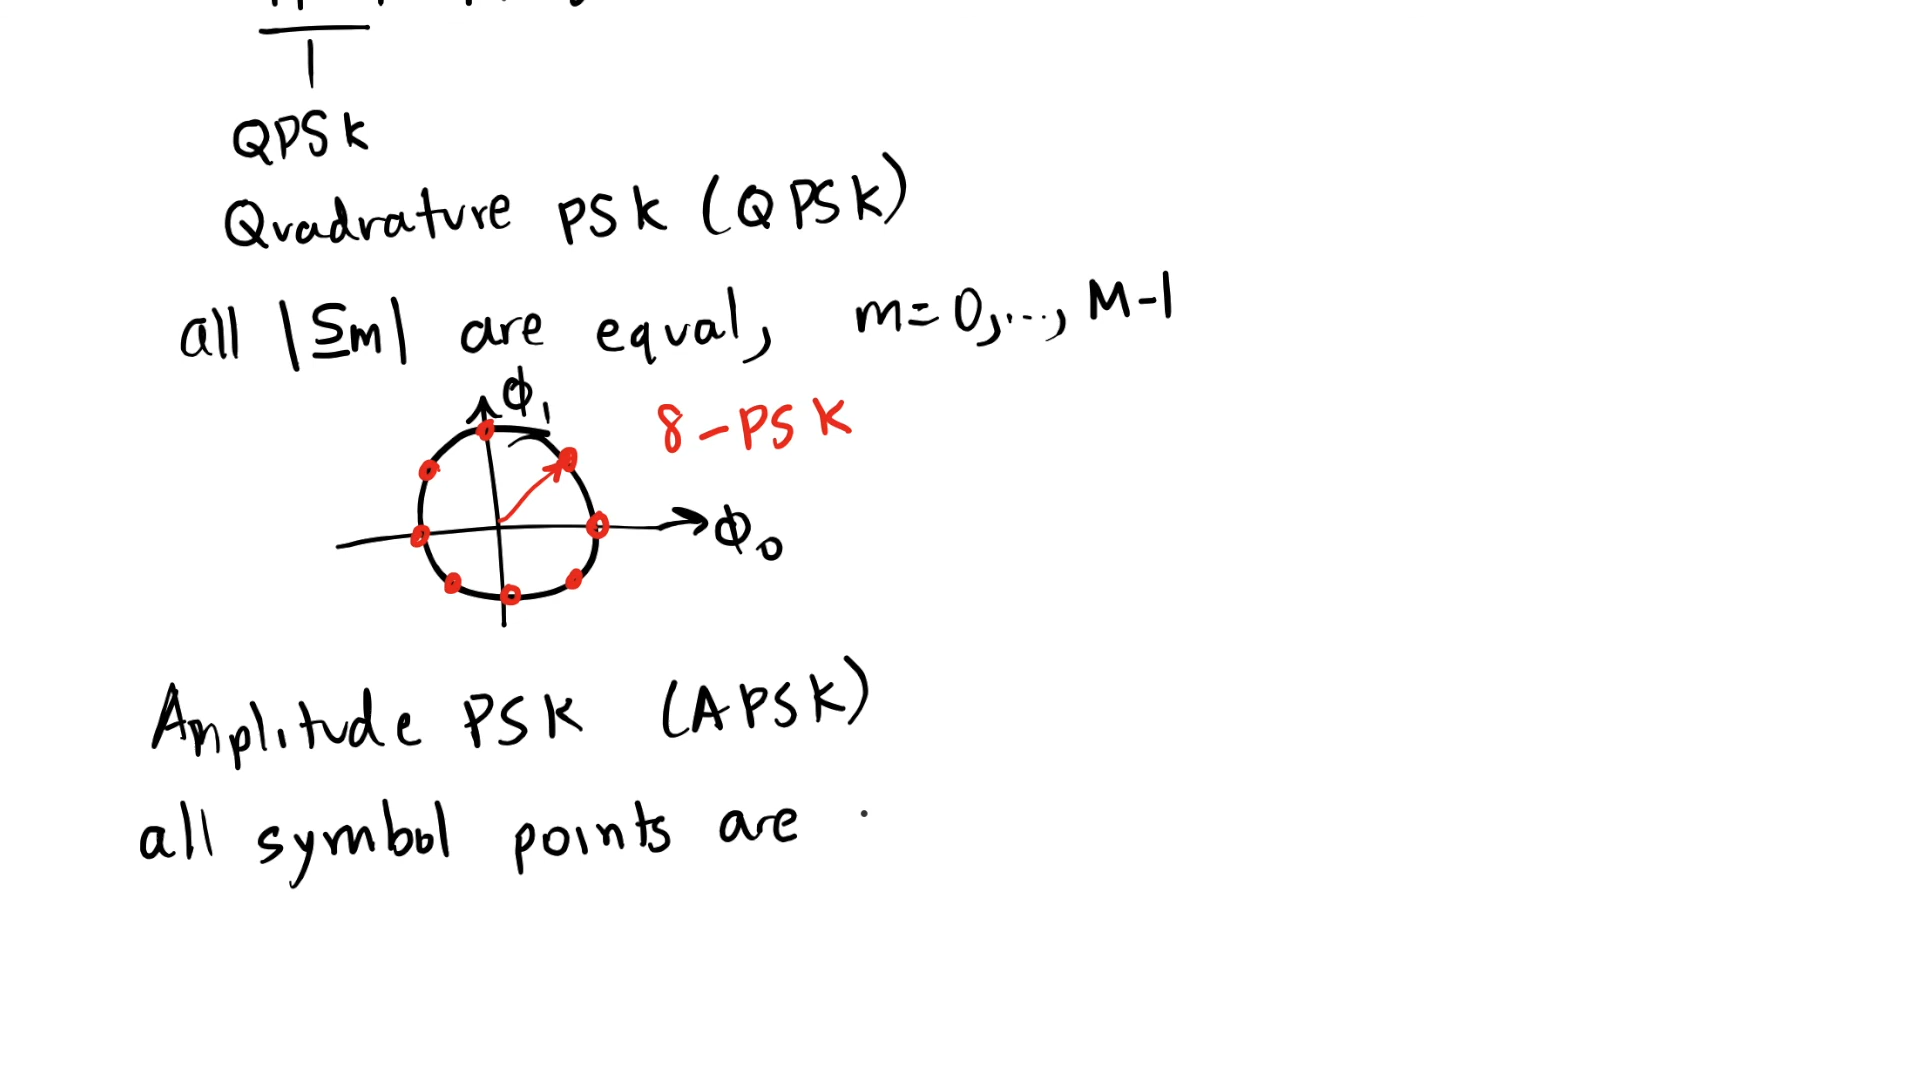 QPSK
Quadrature PSK (QPSK)
all |Sm| are equal, m=0,..., M-1
ϕ1
8-PSK
ϕ0
Amplitude PSK (APSK)
all symbol points are